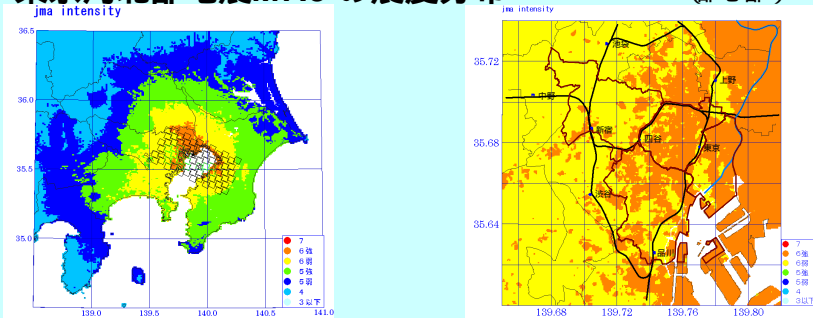 jma intensity
36.5
36.0
35.5
35.0
139.0
139.5
140.0
140.5
141.0
7
6強
6弱
5強
5弱
4
3以下
jma intensity
35.72
35.68
35.64
139.68
139.72
139.76
139.80
池袋
上野
中野
新宿
四谷
東京
渋谷
品川
7
6強
6弱
5強
5弱
4
3以下